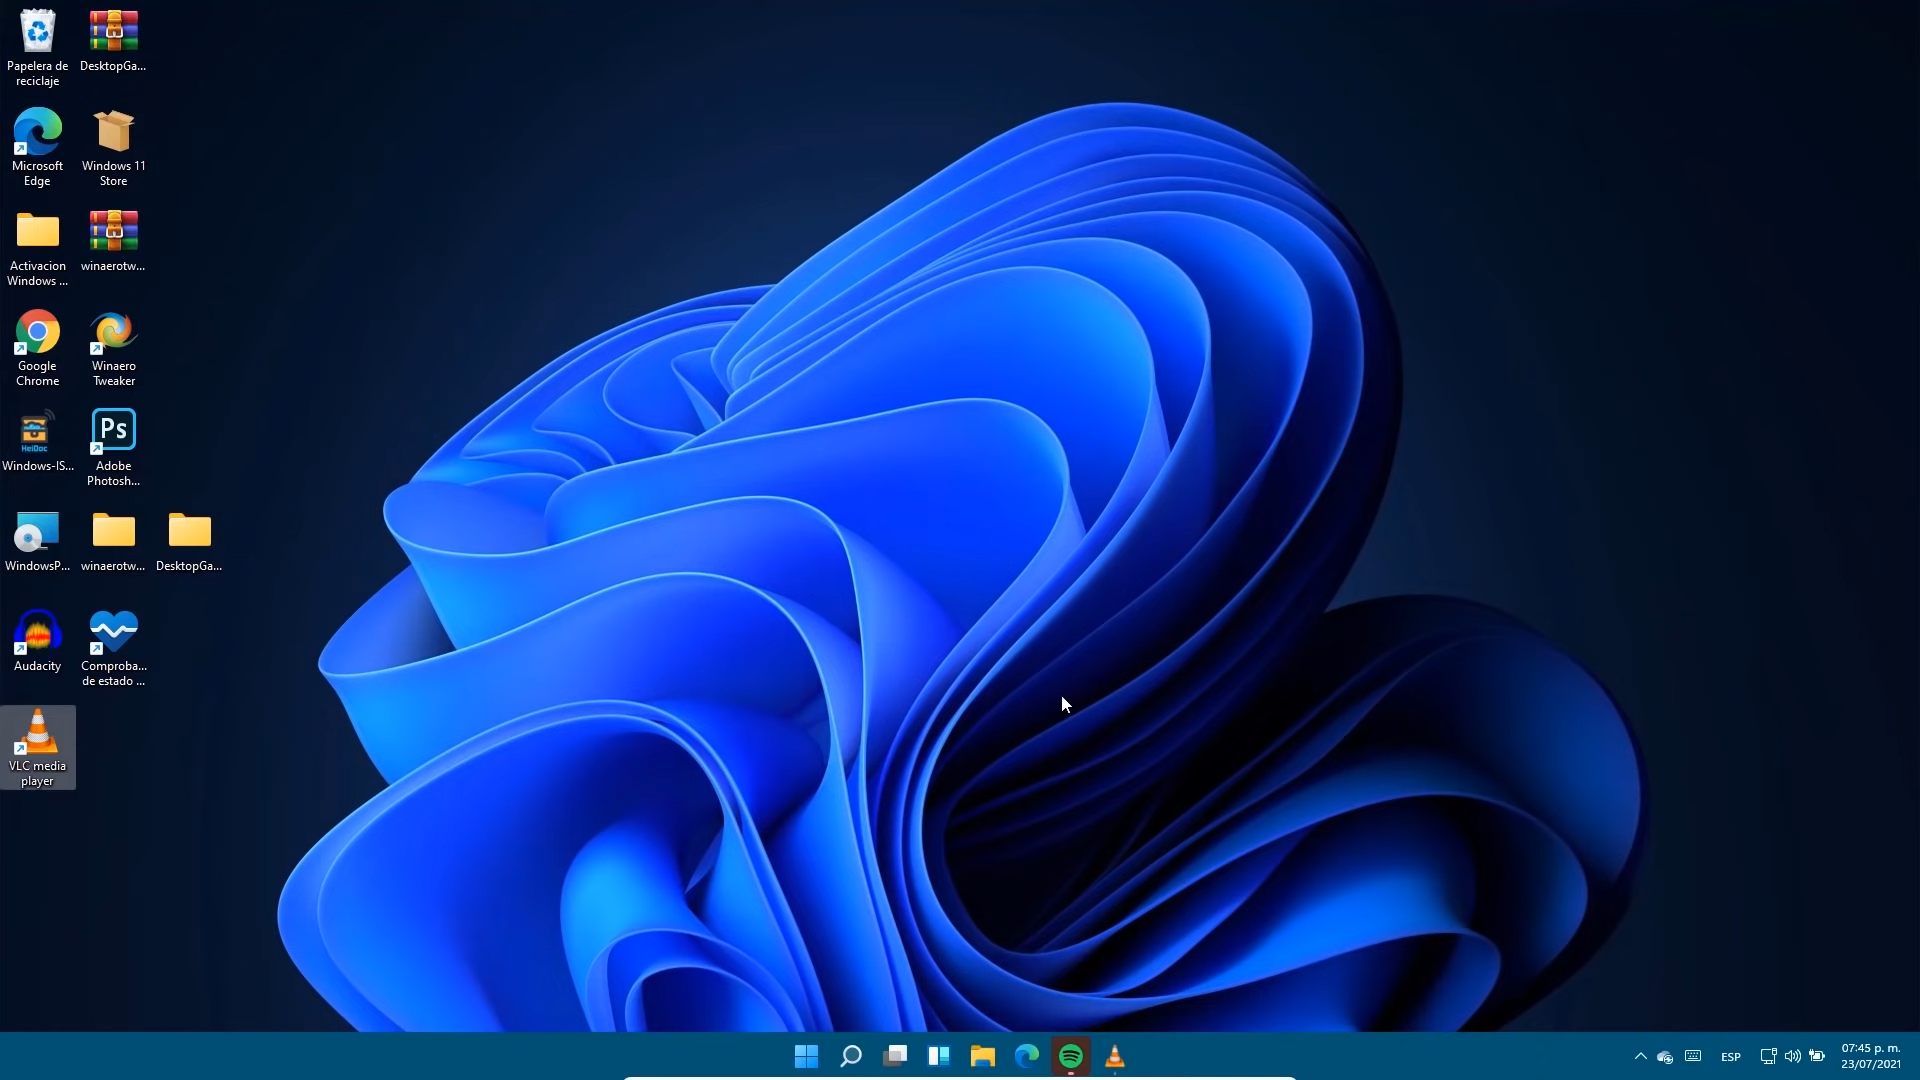 Papelera de
reciclaje
DesktopGa...
Microsoft
Edge
Windows 11
Store
Activacion
Windows ...
winaerotw...
Google
Chrome
Winaero
Tweaker
HeiDoc
Windows-IS...
Ps
Adobe
Photosh...
WindowsP...
winaerotw...
DesktopGa...
Audacity
Comproba...
de estado ...
VLC media
player
ESP
07:45 p. m.
23/07/2021